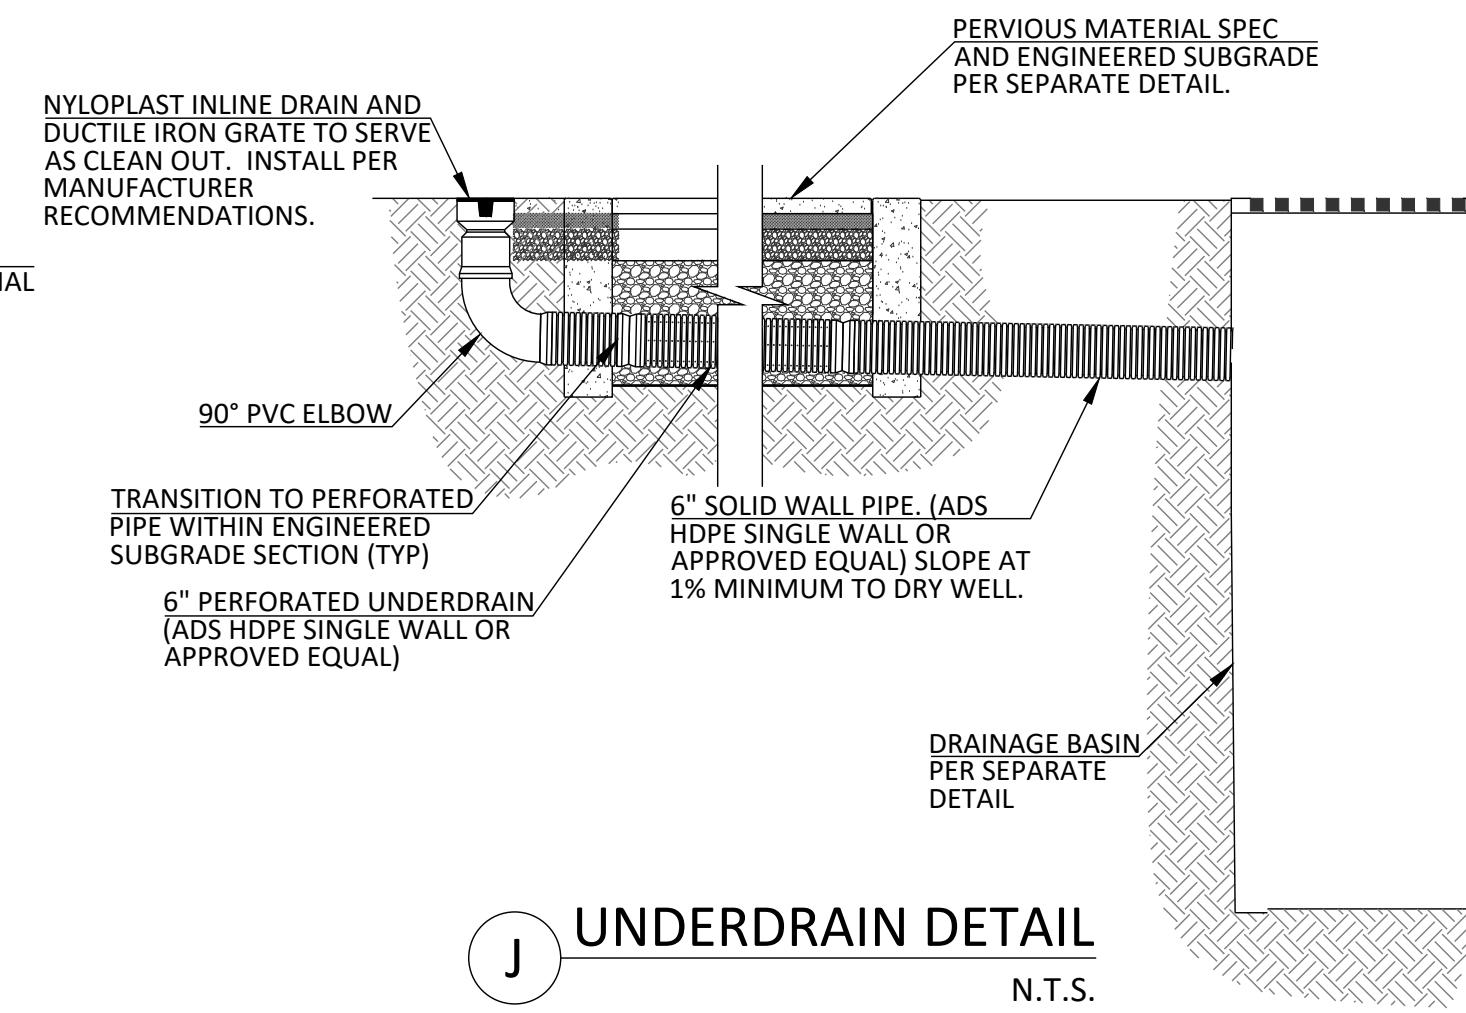 PERVIOUS MATERIAL SPEC
AND ENGINEERED SUBGRADE
PER SEPARATE DETAIL.
NYLOPLAST INLINE DRAIN AND
DUCTILE IRON GRATE TO SERVE
AS CLEAN OUT.  INSTALL PER
MANUFACTURER
RECOMMENDATIONS.
90° PVC ELBOW
TRANSITION TO PERFORATED
PIPE WITHIN ENGINEERED
SUBGRADE SECTION (TYP)
6" PERFORATED UNDERDRAIN
(ADS HDPE SINGLE WALL OR
APPROVED EQUAL)
6" SOLID WALL PIPE. (ADS
HDPE SINGLE WALL OR
APPROVED EQUAL) SLOPE AT
1% MINIMUM TO DRY WELL.
DRAINAGE BASIN
PER SEPARATE
DETAIL
J
UNDERDRAIN DETAIL
N.T.S.